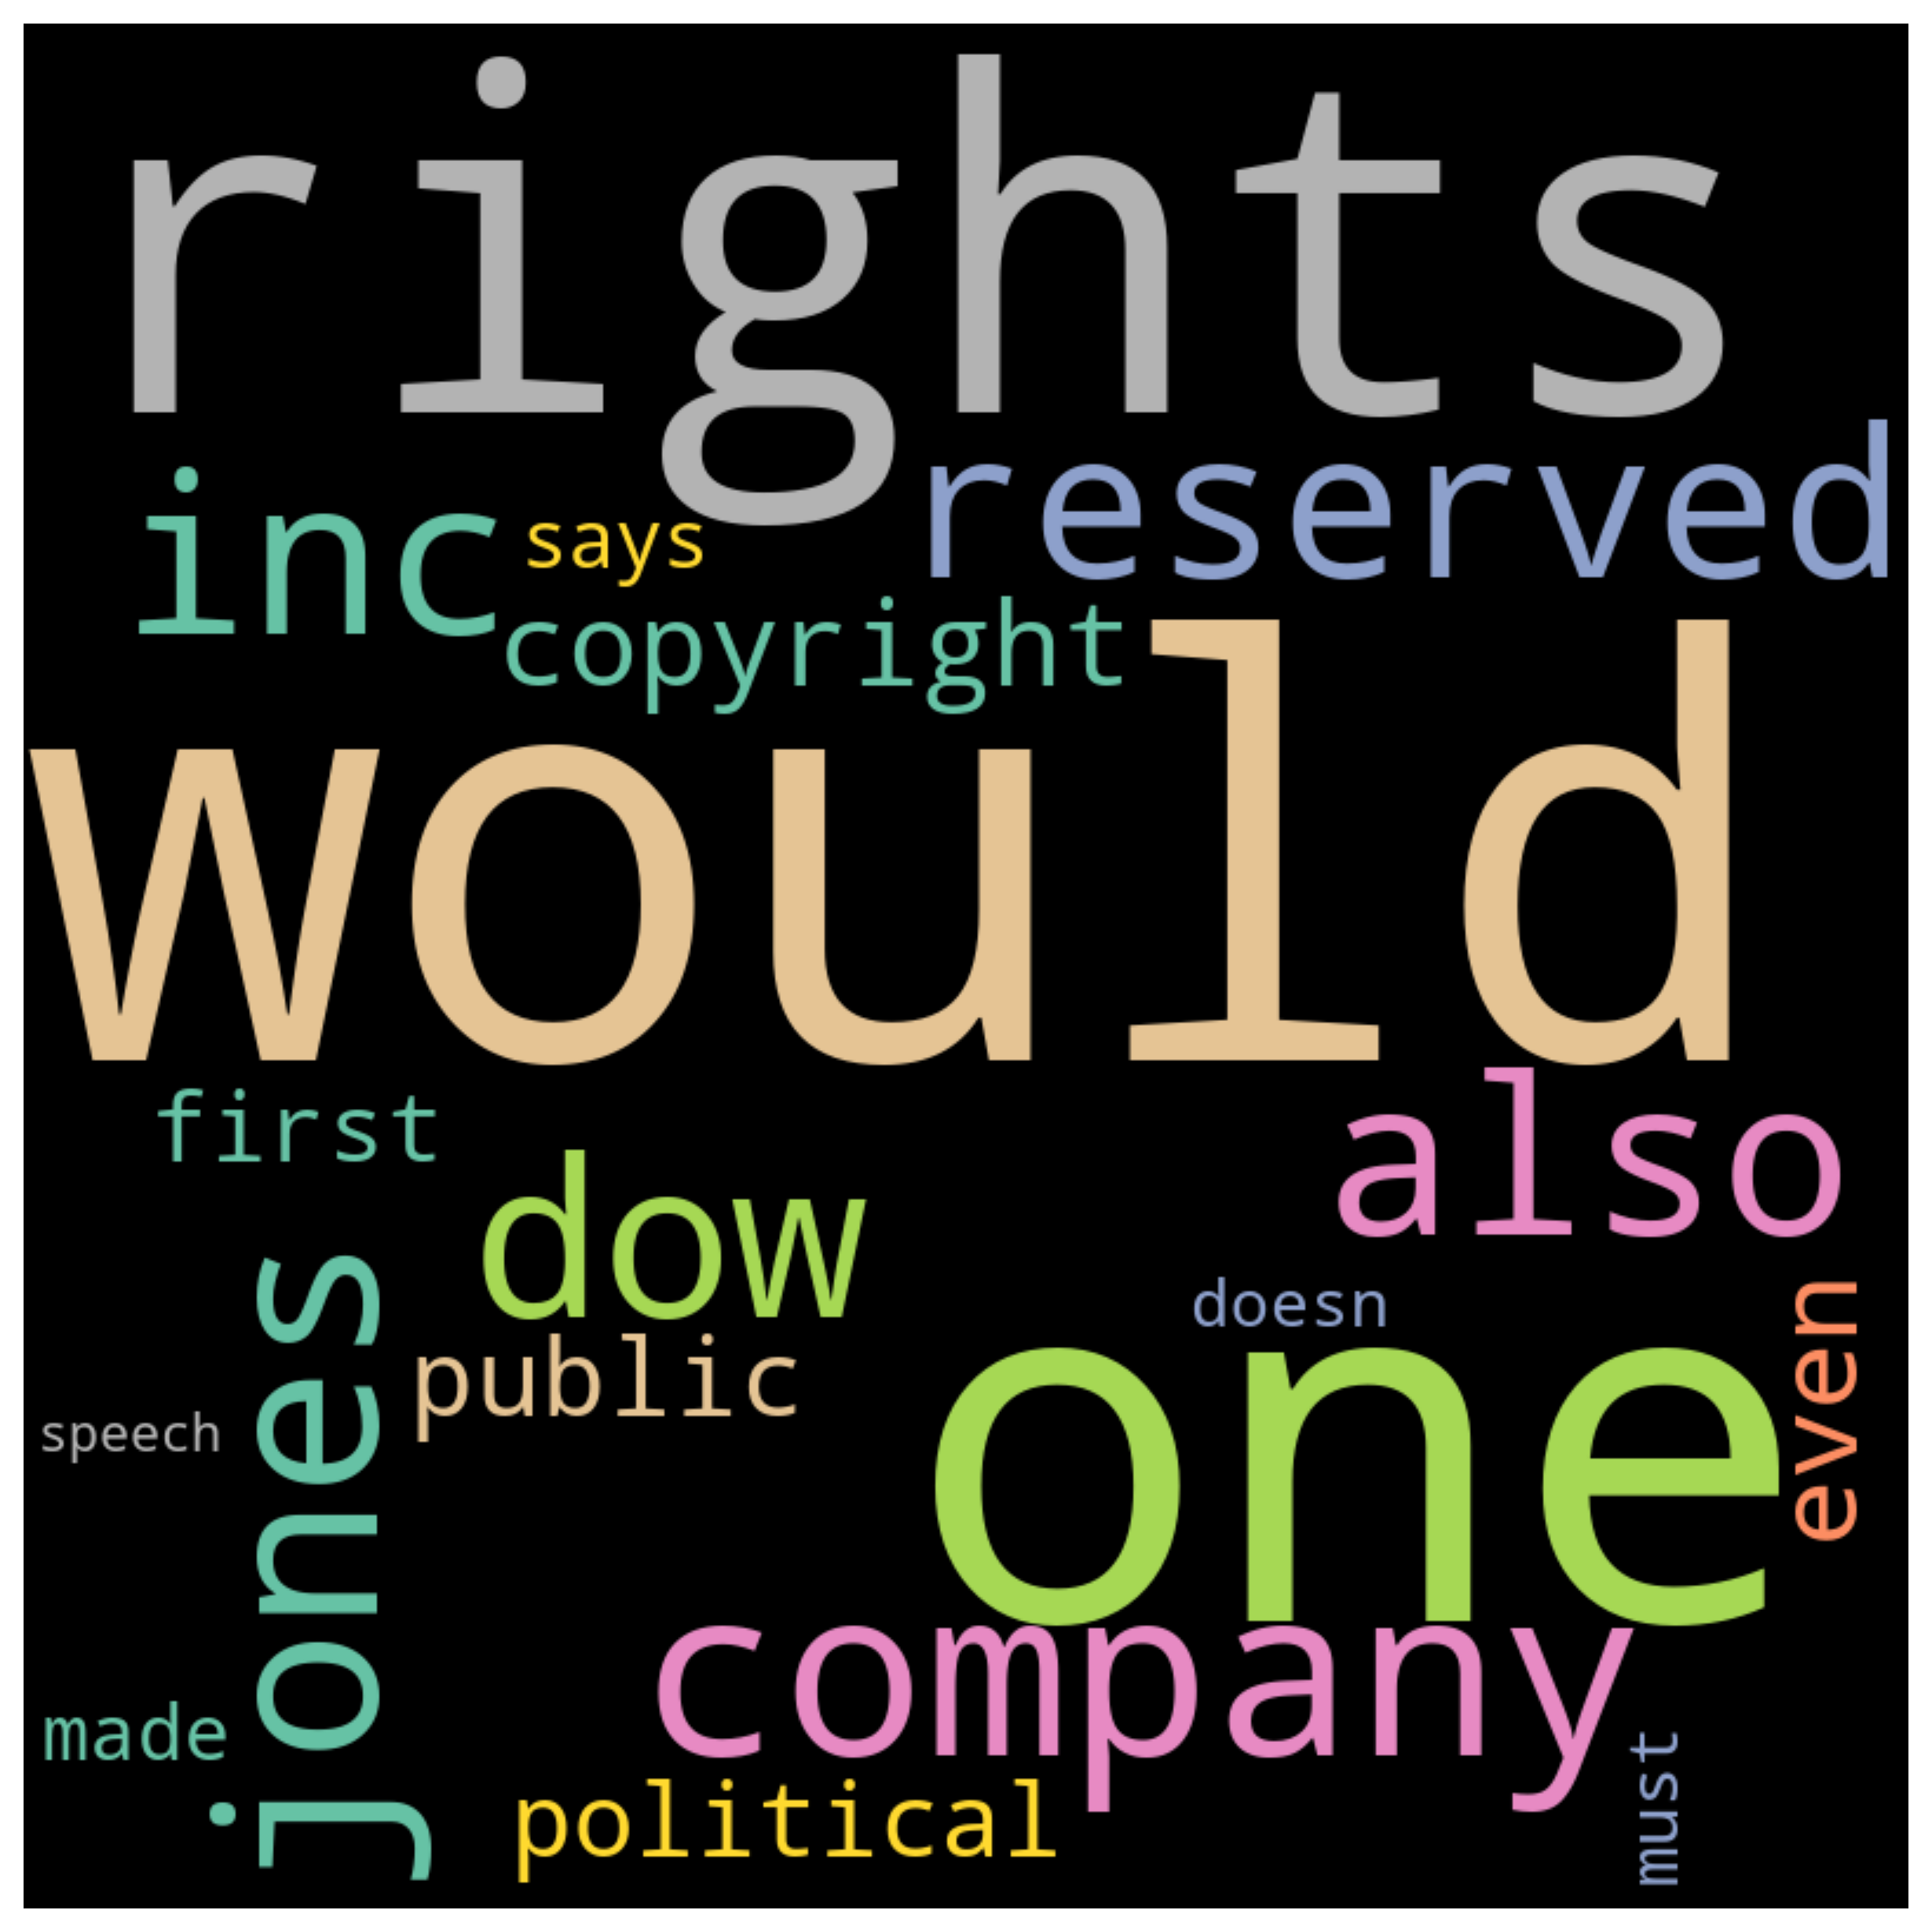 rights
reserved
inc
says
copyright
would
first
also
dow
doesn
even
public
one
speech
jones
company
made
must
political